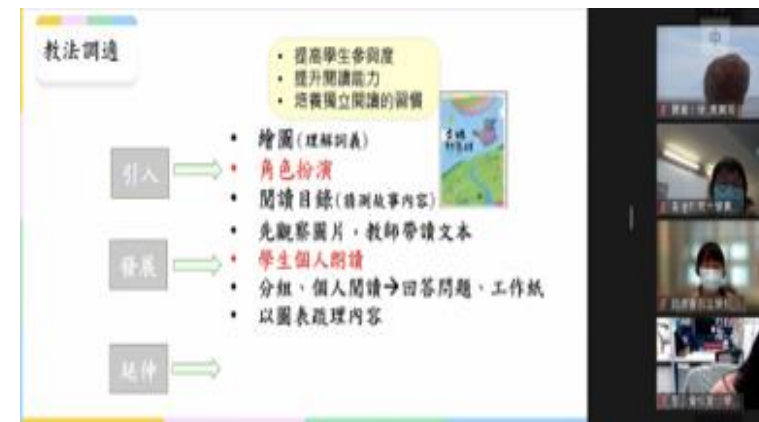 教法調適
• 提高學生參與度
• 提升閱讀能力
• 培養獨立閱讀的習慣
• 繪圖(理解詞義)
引入
• 角色扮演
• 閱讀目錄(猜測故事內容)
• 先觀察圖片，教師帶讀文本
發展
• 學生個人朗讀
• 分組、個人閱讀→回答問題、工作紙
• 以圖表疏理內容
延伸